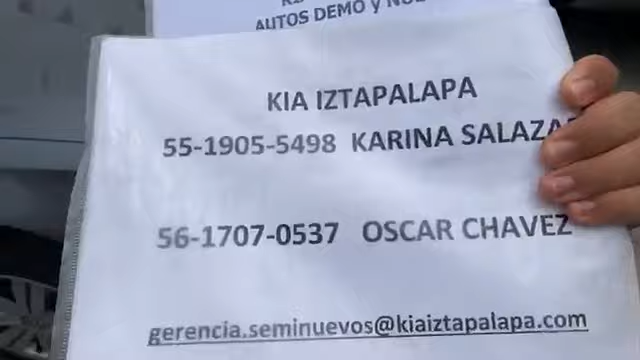 AUTOS DEMO y
KIA IZTAPALAPA
55-1905-5498 KARINA SALAZA
56-1707-0537 OSCAR CHAVEZ
gerencia.seminuevos@kiaiztapalapa.com